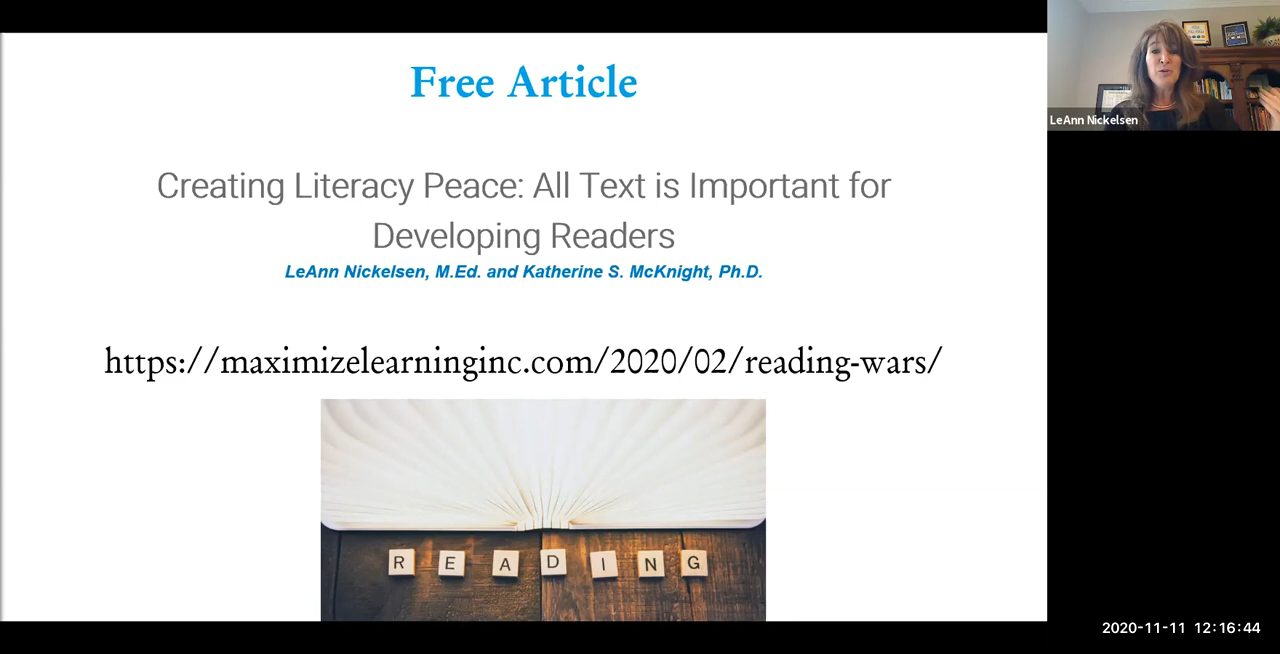 Free Article
Creating Literacy Peace: All Text is Important for
Developing Readers
LeAnn Nickelsen, M.Ed. and Katherine S. McKnight, Ph.D.
https://maximizelearninginc.com/2020/02/reading-wars/
R E A D I N G
LeAnn Nickelsen
2020-11-11 12:16:44